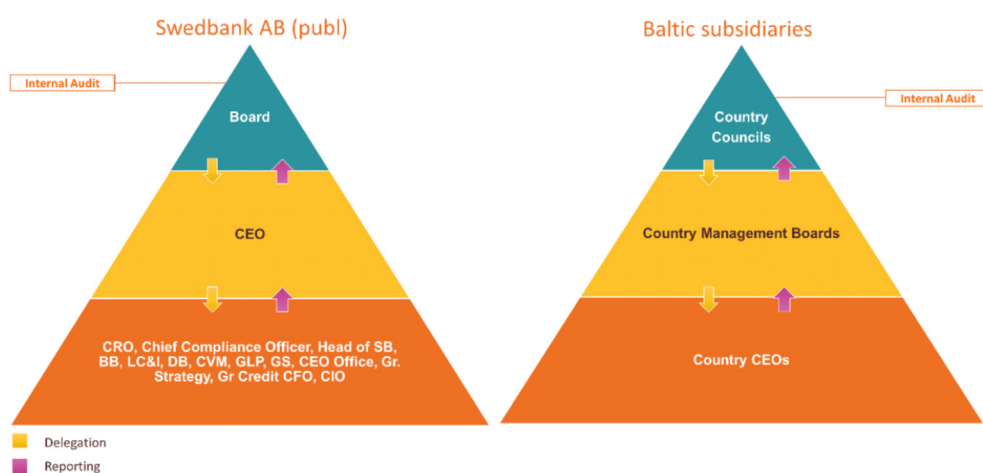 Swedbank AB (publ)
Internal Audit
Board
CEO
CRO, Chief Compliance Officer, Head of SB,
BB, LC&I, DB, CVM, GLP, GS, CEO Office, Gr.
Strategy, Gr Credit CFO, CIO
Baltic subsidiaries
Internal Audit
Country
Councils
Country Management Boards
Country CEOs
Delegation
Reporting